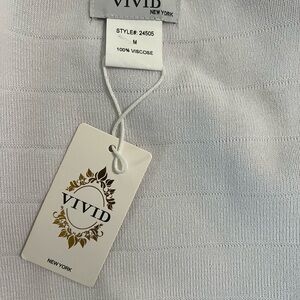 VIVID
NEW YORK
STYLE#: 24505
M
100% VISCOSE
VIVID
NEW YORK